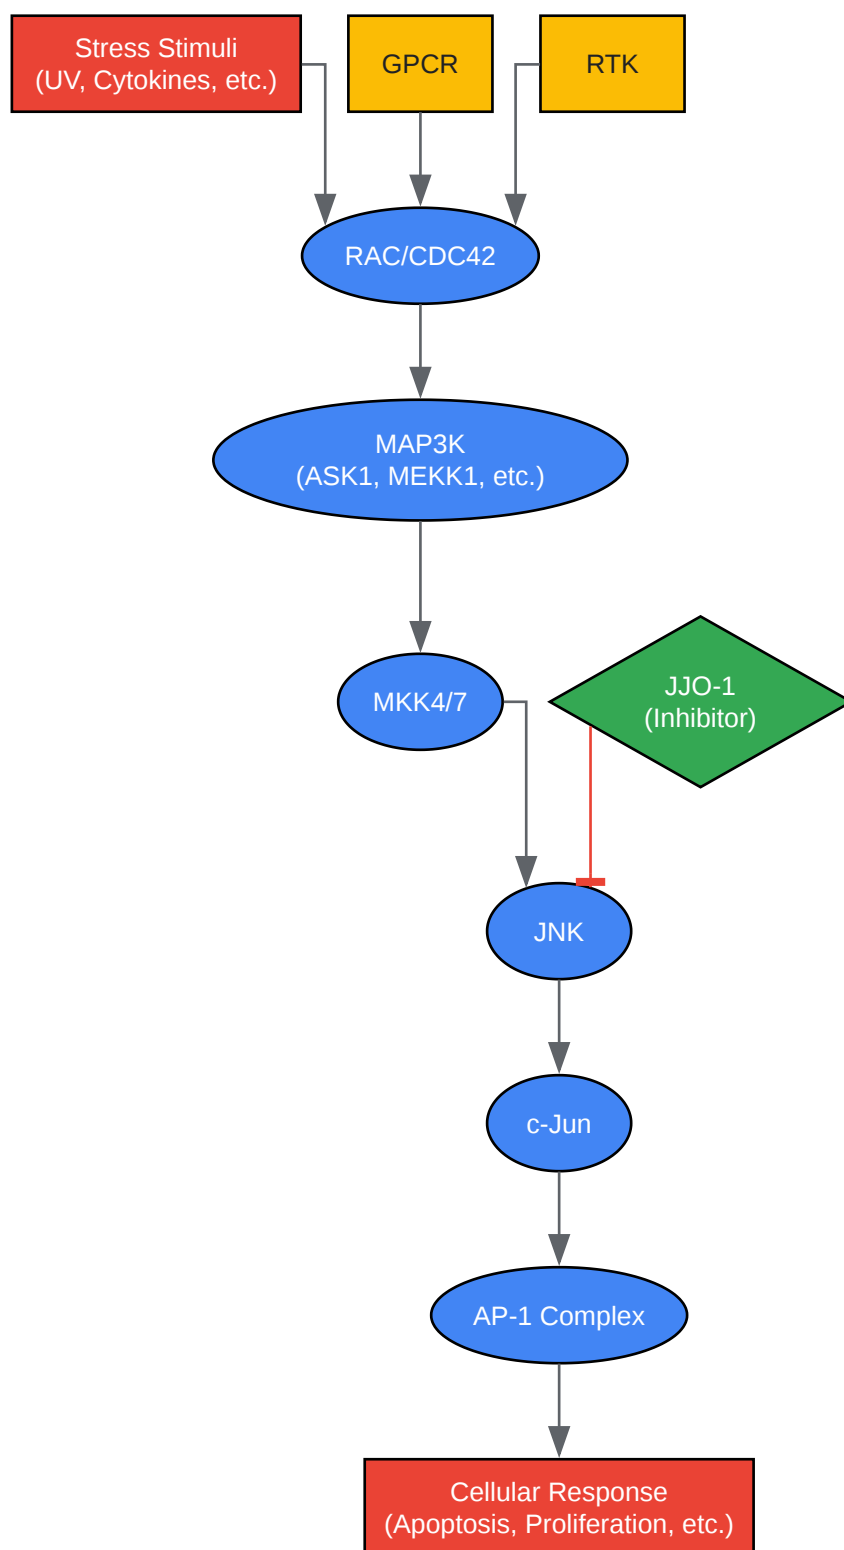 Stress Stimuli
(UV, Cytokines, etc.)
GPCR
RTK
RAC/CDC42
MAP3K
(ASK1, MEKK1, etc.)
MKK4/7
JJO-1
(Inhibitor)
JNK
c-Jun
AP-1 Complex
Cellular Response
(Apoptosis, Proliferation, etc.)